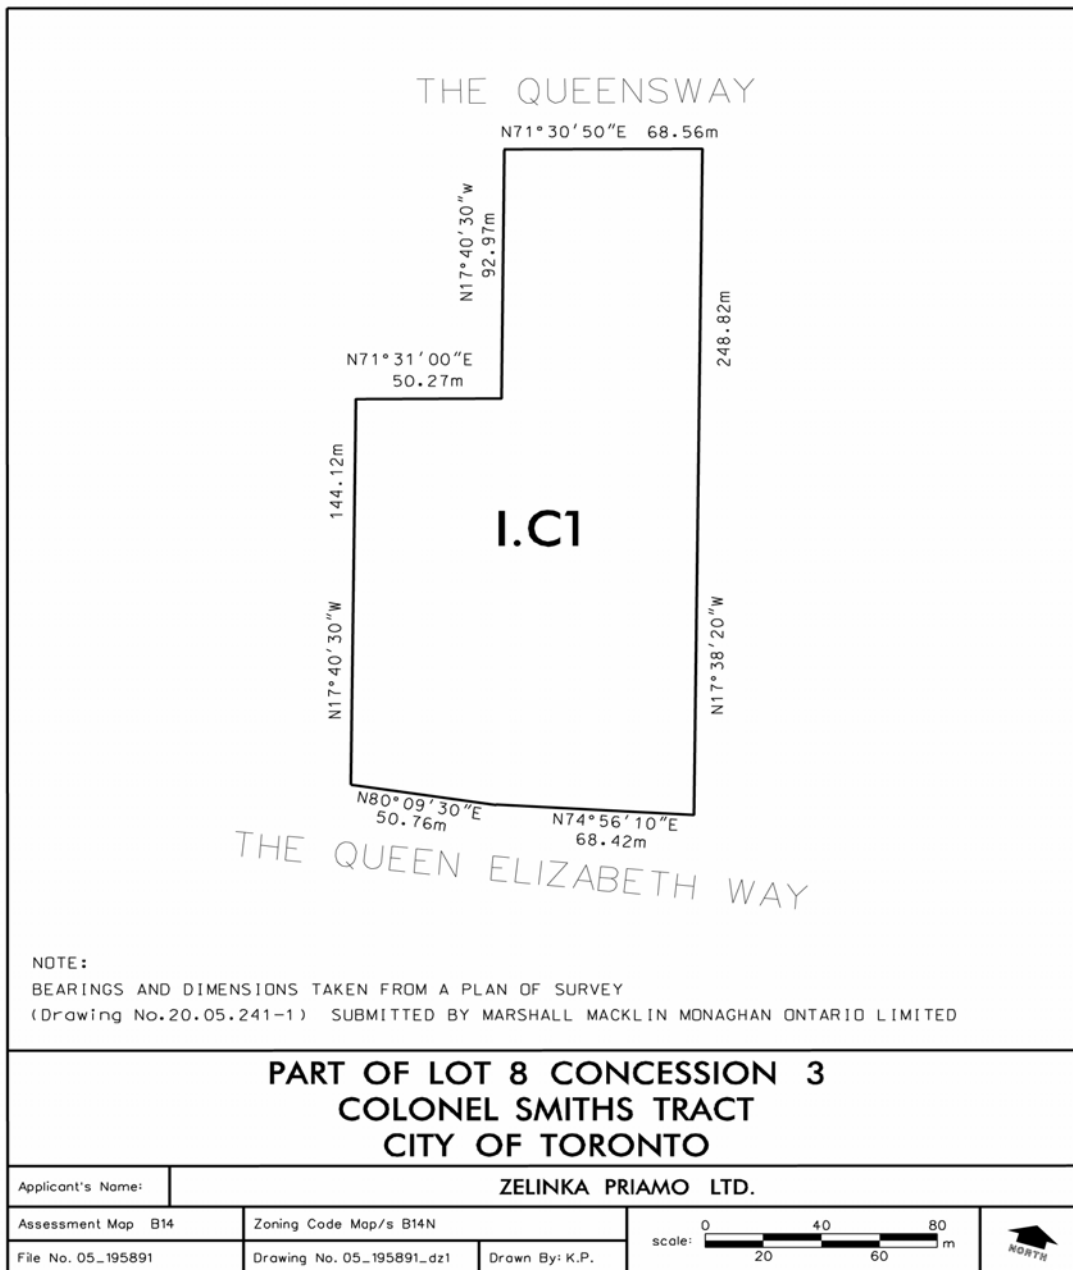 THE QUEENSWAY
N71°30'50"E 68.56m
N17°40'30"W
92.97m
248.82m
N71°31'00"E
50.27m
144.12m
I.C1
N17°40'30"W
N17°38'20"W
N80°09'30"E
50.76m
N74°56'10"E
68.42m
THE QUEEN ELIZABETH WAY
NOTE:
BEARINGS AND DIMENSIONS TAKEN FROM A PLAN OF SURVEY
(Drawing No.20.05.241-1) SUBMITTED BY MARSHALL MACKLIN MONAGHAN ONTARIO LIMITED
PART OF LOT 8 CONCESSION 3
COLONEL SMITHS TRACT
CITY OF TORONTO
Applicant's Name: ZELINKA PRIAMO LTD.
Assessment Map B14 Zoning Code Map/s B14N
File No. 05_195891 Drawing No. 05_195891_dz1 Drawn By: K.P.
0 40 80
scale: m
20 60
NORTH